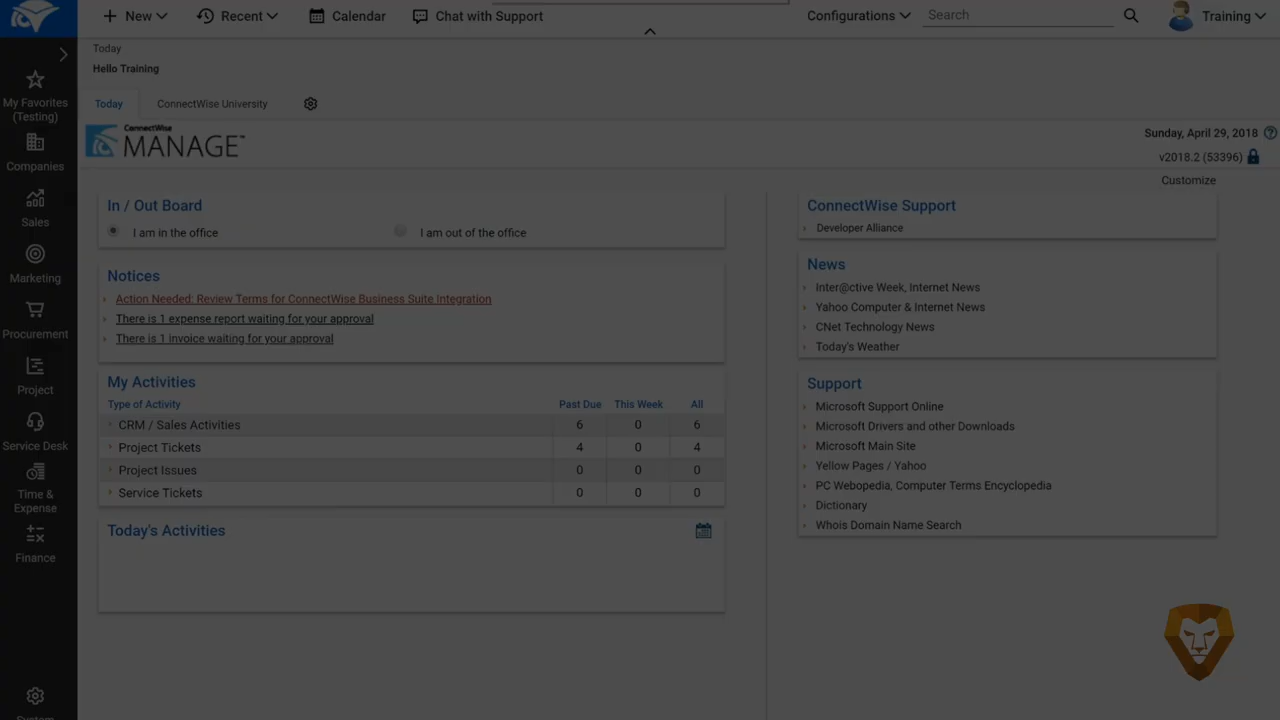 New
Recent
Calendar
Chat with Support
Configurations
Search
Training
Today
Hello Training
Today
ConnectWise University
ConnectWise
MANAGE™
Sunday, April 29, 2018
v2018.2 (53396)
Customize
My Favorites
(Testing)
Companies
Sales
Marketing
Procurement
Project
Service Desk
Time &
Expense
Finance
System
In / Out Board
I am in the office
I am out of the office
Notices
Action Needed: Review Terms for ConnectWise Business Suite Integration
There is 1 expense report waiting for your approval
There is 1 invoice waiting for your approval
My Activities
Type of Activity Past Due This Week All
CRM / Sales Activities 6 0 6
Project Tickets 4 0 4
Project Issues 0 0 0
Service Tickets 0 0 0
Today's Activities
ConnectWise Support
Developer Alliance
News
Inter@ctive Week, Internet News
Yahoo Computer & Internet News
CNet Technology News
Today's Weather
Support
Microsoft Support Online
Microsoft Drivers and other Downloads
Microsoft Main Site
Yellow Pages / Yahoo
PC Webopedia, Computer Terms Encyclopedia
Dictionary
Whois Domain Name Search